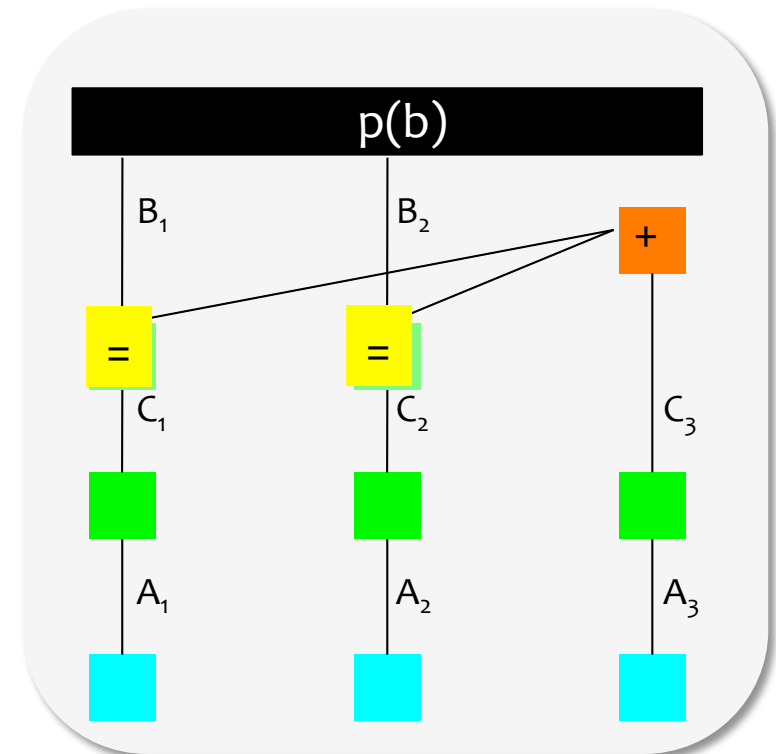 p(b)
B₁ B₂
+
= =
C₁ C₂ C₃
A₁ A₂ A₃